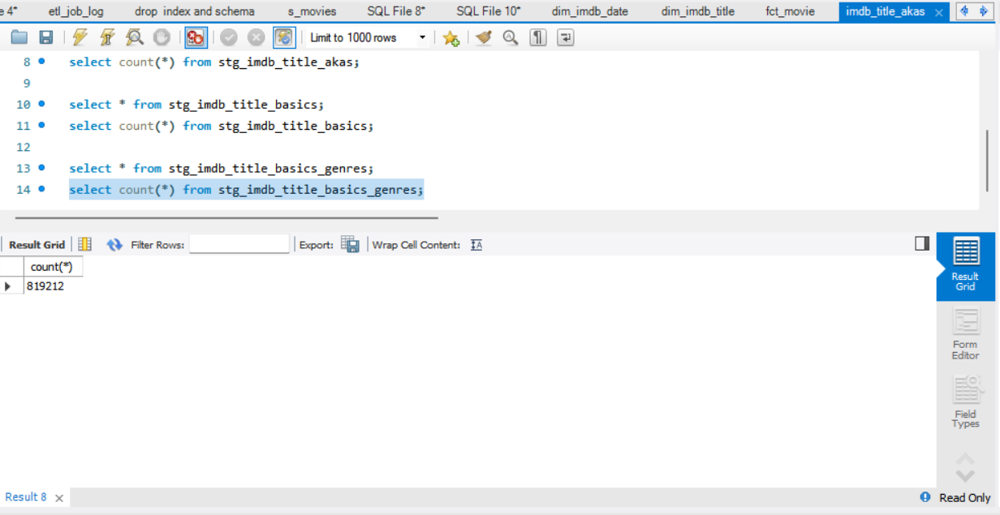 e 4* etl_job_log drop index and schema s_movies SQL File 8* SQL File 10* dim_imdb_date dim_imdb_title fct_movie imdb_title_akas
Limit to 1000 rows
8 select count(*) from stg_imdb_title_akas;
9
10 select * from stg_imdb_title_basics;
11 select count(*) from stg_imdb_title_basics;
12
13 select * from stg_imdb_title_basics_genres;
14 select count(*) from stg_imdb_title_basics_genres;
Result Grid Filter Rows: Export: Wrap Cell Content:
count(*)
819212
Result
Grid
Form
Editor
Field
Types
Result 8 Read Only